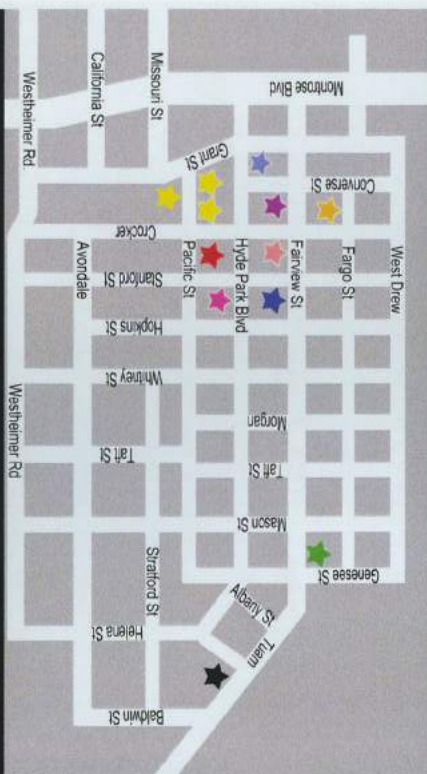 Montrose Blvd
Missouri St
California St
Westheimer Rd.
Grant St
Converse St
Crocker
West Drew
Fargo St
Fairview St
Hyde Park Blvd
Pacific St
Avondale
Stanford St
Hopkins St
Whitney St
Morgan
Taft St
Taft St
Westheimer Rd
Mason St
Genesee St
Stratford St
Albany St
Tuam
Helena St
Baldwin St